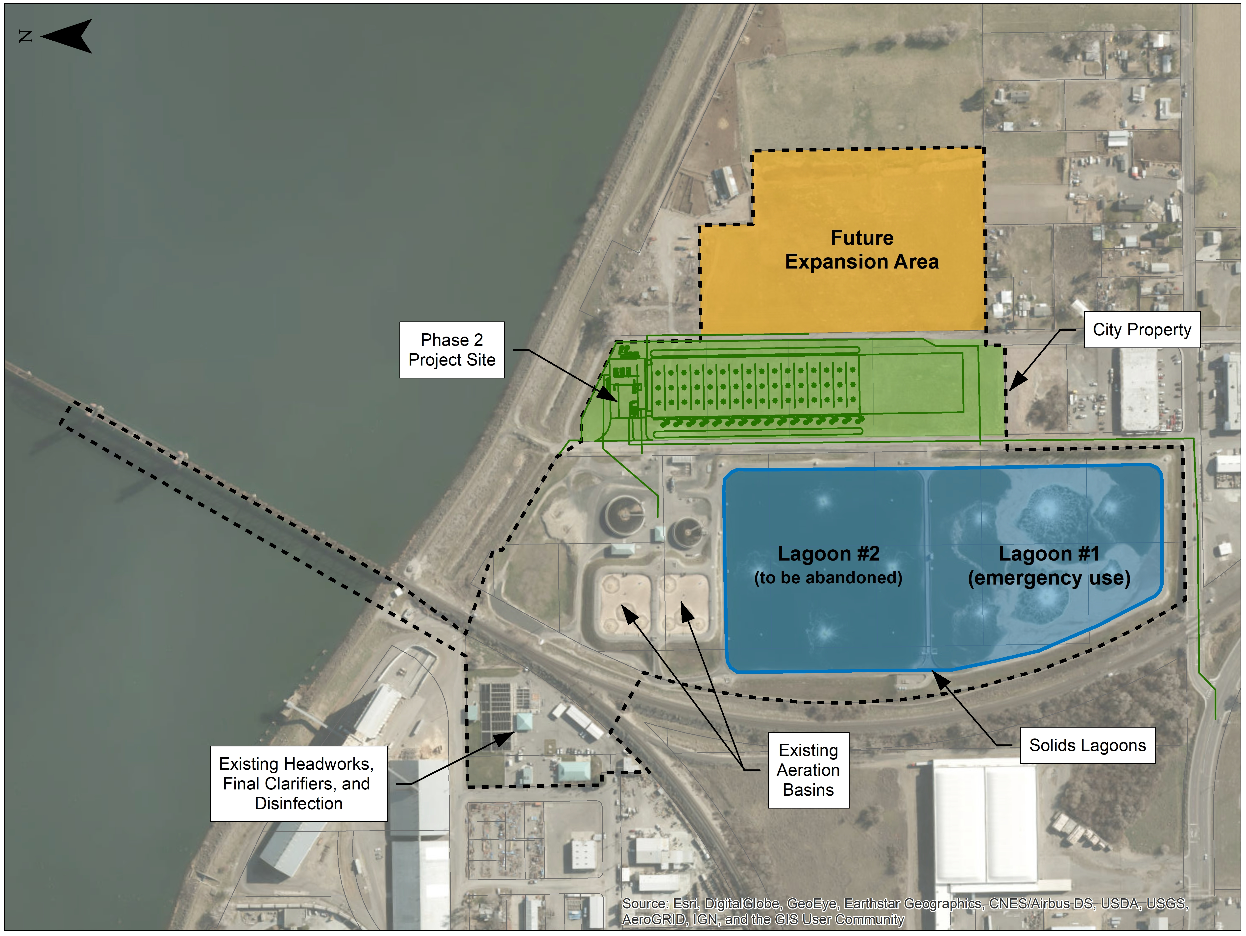 N
Future
Expansion Area
Phase 2
Project Site
City Property
Lagoon #2
(to be abandoned)
Lagoon #1
(emergency use)
Existing Headworks,
Final Clarifiers, and
Disinfection
Existing
Aeration
Basins
Solids Lagoons
Source: Esri, DigitalGlobe, GeoEye, Earthstar Geographics, CNES/Airbus DS, USDA, USGS,
AeroGRID, IGN, and the GIS User Community